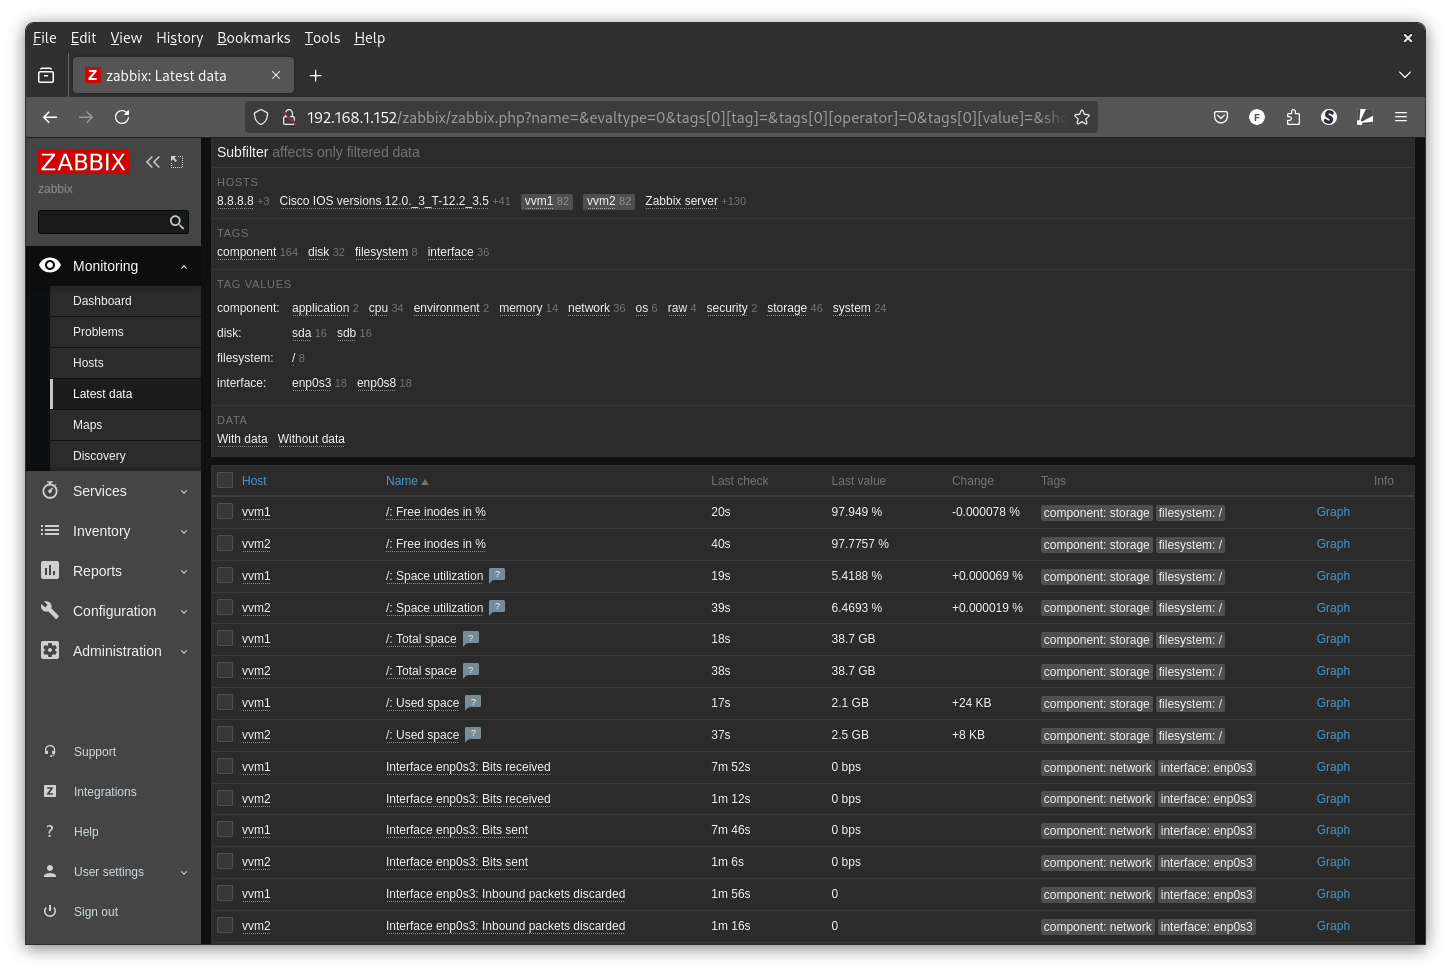 File Edit View History Bookmarks Tools Help
Z zabbix: Latest data
192.168.1.152/zabbix/zabbix.php?name=&evaltype=0&tags[0][tag]=&tags[0][operator]=0&tags[0][value]=&sho
F S
ZABBIX
zabbix
Monitoring
Dashboard
Problems
Hosts
Latest data
Maps
Discovery
Services
Inventory
Reports
Configuration
Administration
Support
Z Integrations
? Help
User settings
Sign out
Subfilter affects only filtered data
HOSTS
8.8.8.8 +3 Cisco IOS versions 12.0._3_T-12.2_3.5 +41 vvm1 82 vvm2 82 Zabbix server +130
TAGS
component 164 disk 32 filesystem 8 interface 36
TAG VALUES
component: application 2 cpu 34 environment 2 memory 14 network 36 os 6 raw 4 security 2 storage 46 system 24
disk: sda 16 sdb 16
filesystem: / 8
interface: enp0s3 18 enp0s8 18
DATA
With data Without data
Host Name Last check Last value Change Tags Info
vvm1 /: Free inodes in % 20s 97.949 % -0.000078 % component: storage filesystem: / Graph
vvm2 /: Free inodes in % 40s 97.7757 % component: storage filesystem: / Graph
vvm1 /: Space utilization ? 19s 5.4188 % +0.000069 % component: storage filesystem: / Graph
vvm2 /: Space utilization ? 39s 6.4693 % +0.000019 % component: storage filesystem: / Graph
vvm1 /: Total space ? 18s 38.7 GB component: storage filesystem: / Graph
vvm2 /: Total space ? 38s 38.7 GB component: storage filesystem: / Graph
vvm1 /: Used space ? 17s 2.1 GB +24 KB component: storage filesystem: / Graph
vvm2 /: Used space ? 37s 2.5 GB +8 KB component: storage filesystem: / Graph
vvm1 Interface enp0s3: Bits received 7m 52s 0 bps component: network interface: enp0s3 Graph
vvm2 Interface enp0s3: Bits received 1m 12s 0 bps component: network interface: enp0s3 Graph
vvm1 Interface enp0s3: Bits sent 7m 46s 0 bps component: network interface: enp0s3 Graph
vvm2 Interface enp0s3: Bits sent 1m 6s 0 bps component: network interface: enp0s3 Graph
vvm1 Interface enp0s3: Inbound packets discarded 1m 56s 0 component: network interface: enp0s3 Graph
vvm2 Interface enp0s3: Inbound packets discarded 1m 16s 0 component: network interface: enp0s3 Graph